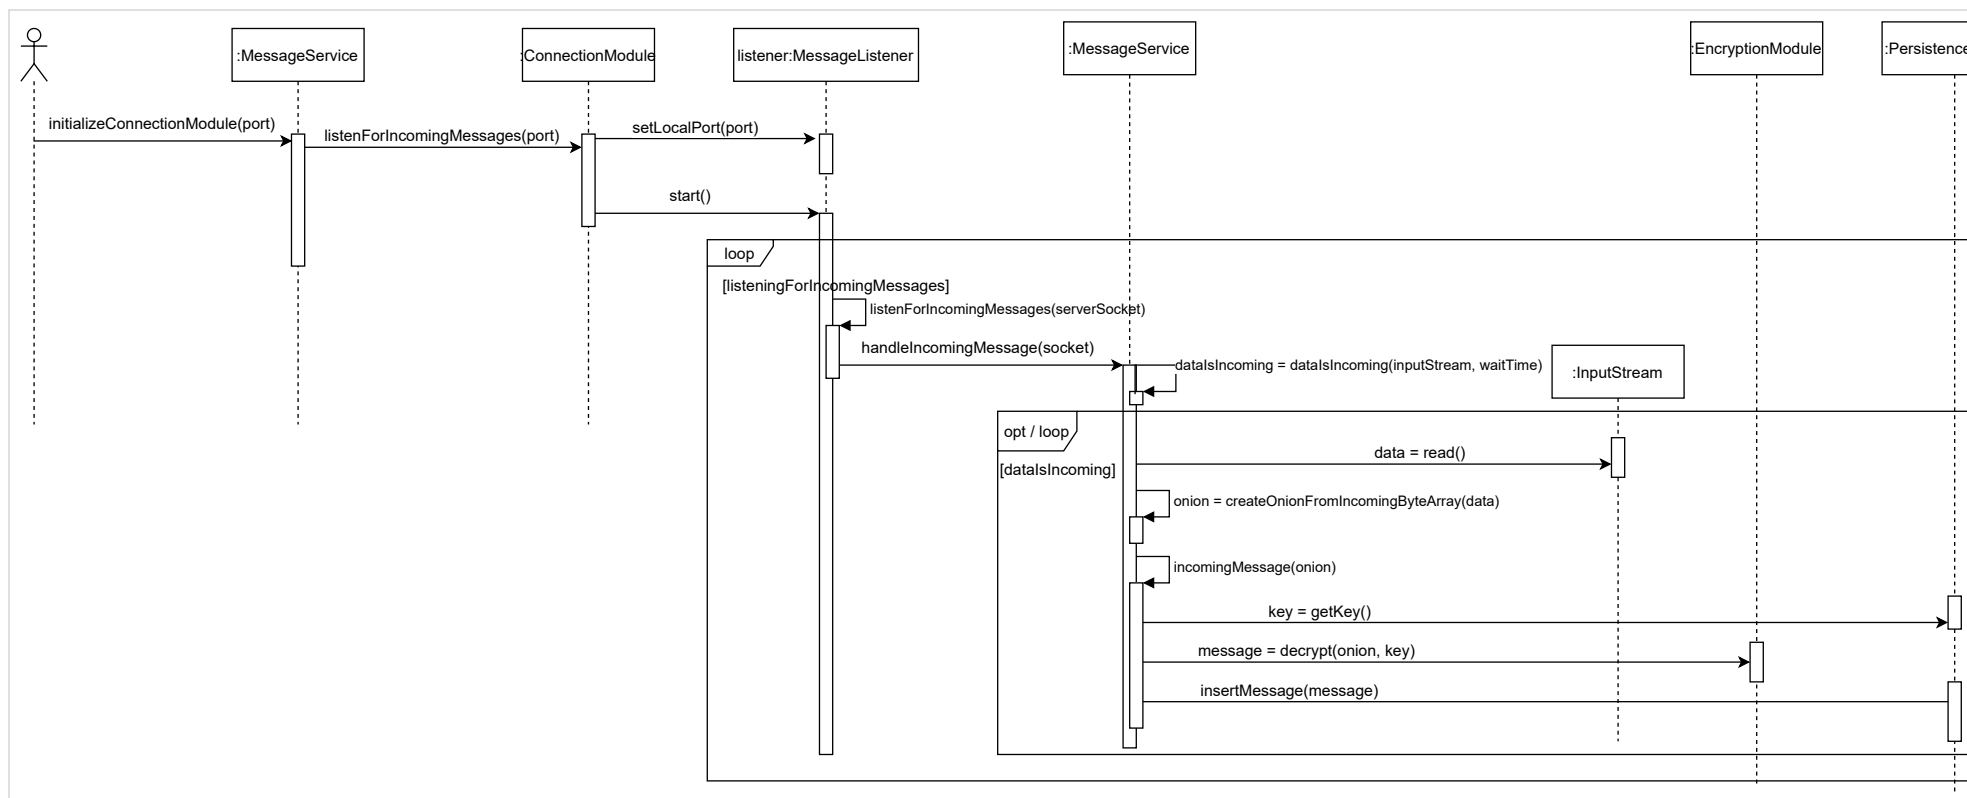 :MessageService
:ConnectionModule
listener:MessageListener
:MessageService
:EncryptionModule
:Persistence
initializeConnectionModule(port)
listenForIncomingMessages(port)
setLocalPort(port)
start()
loop
[listeningForIncomingMessages]
listenForIncomingMessages(serverSocket)
handleIncomingMessage(socket)
dataIsIncoming = dataIsIncoming(inputStream, waitTime)
:InputStream
opt / loop
[dataIsIncoming]
data = read()
onion = createOnionFromIncomingByteArray(data)
incomingMessage(onion)
key = getKey()
message = decrypt(onion, key)
insertMessage(message)